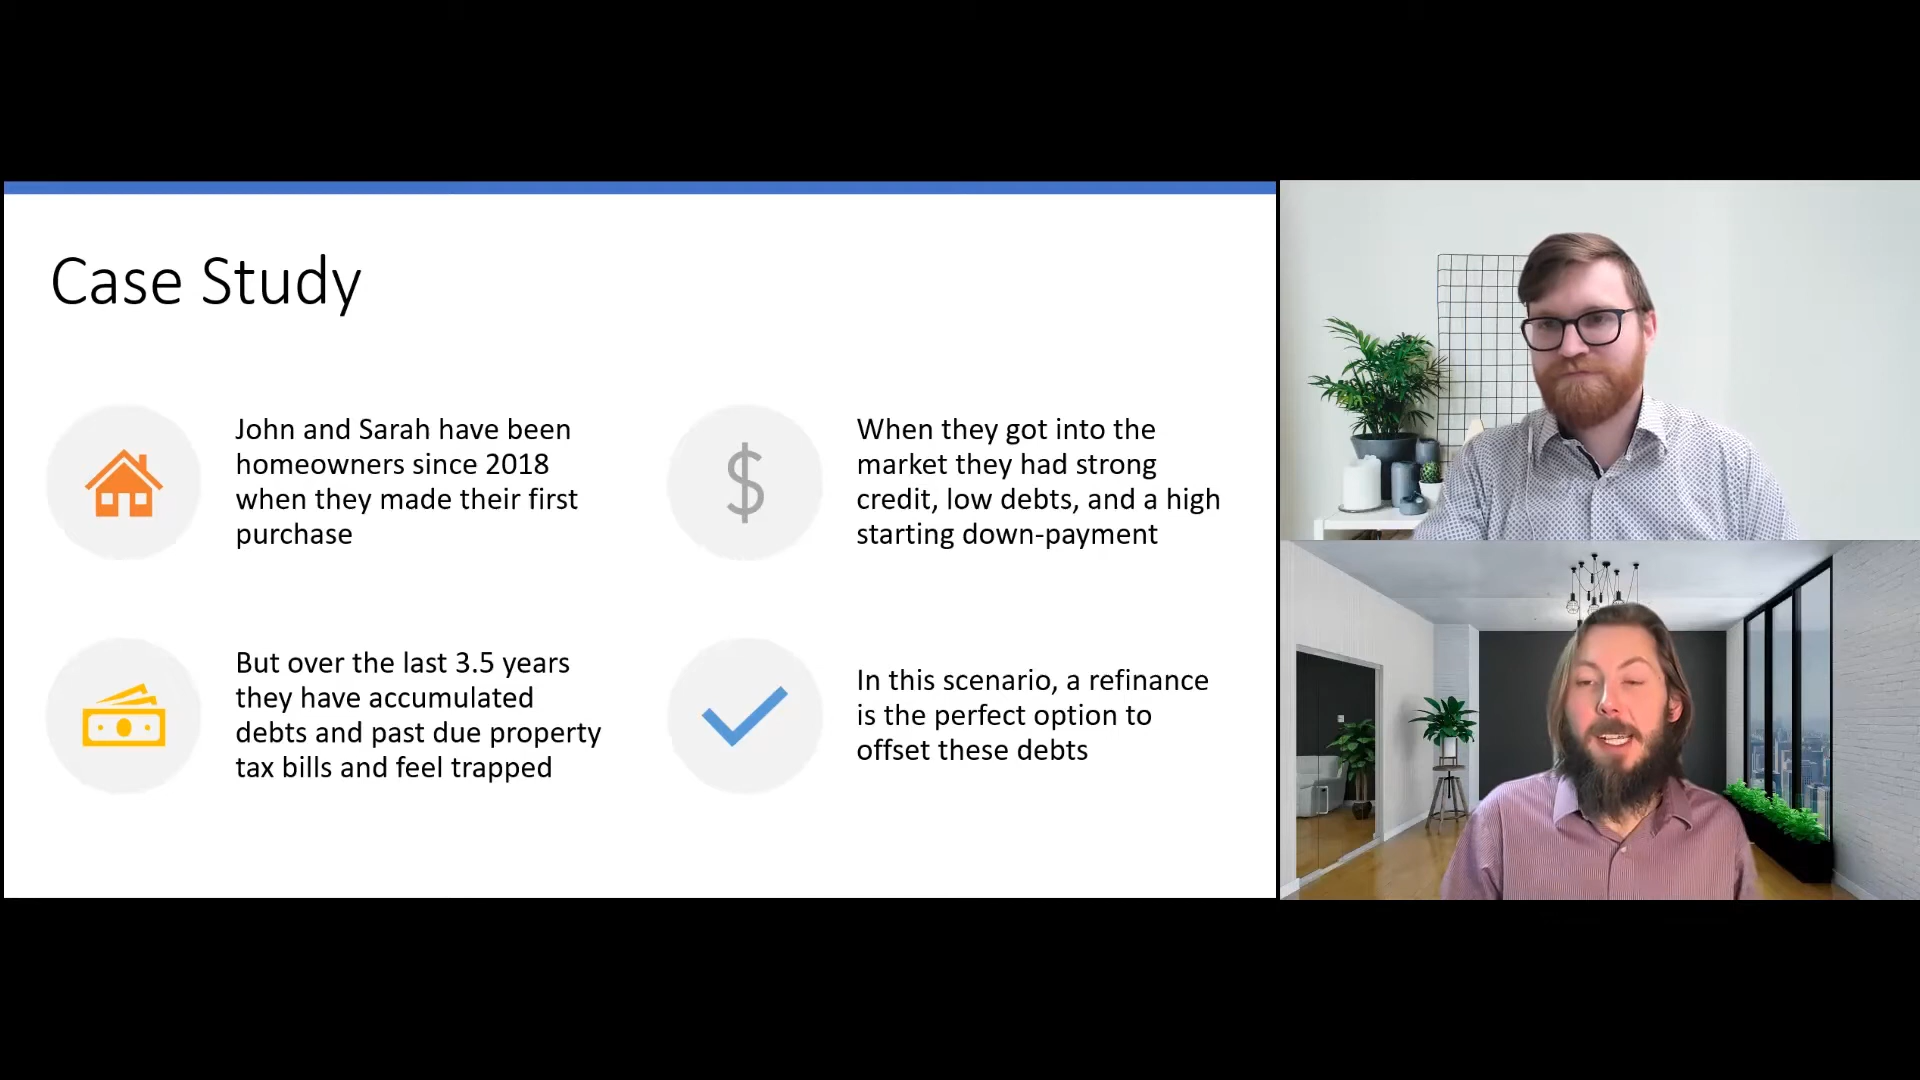 Case Study
John and Sarah have been
homeowners since 2018
when they made their first
purchase
When they got into the
market they had strong
credit, low debts, and a high
starting down-payment
But over the last 3.5 years
they have accumulated
debts and past due property
tax bills and feel trapped
In this scenario, a refinance
is the perfect option to
offset these debts